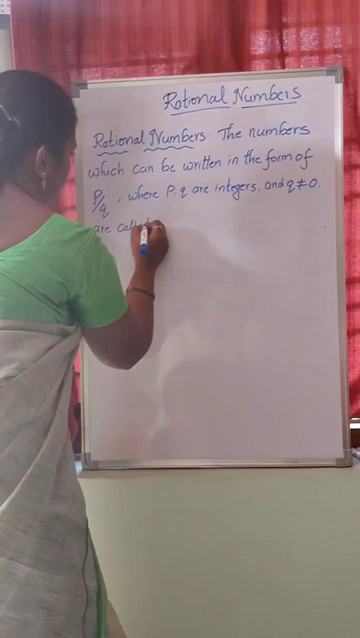 Rational Numbers
Rational Numbers: The numbers
which can be written in the form of
P/q, where P, q are integers, and q ≠ 0.
are called